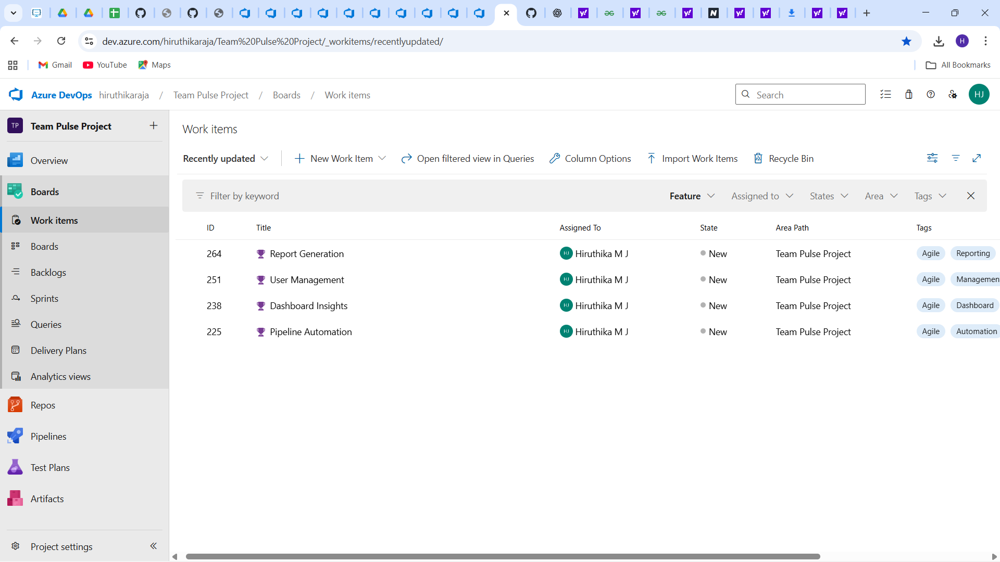 dev.azure.com/hiruthikaraja/Team%20Pulse%20Project/_workitems/recentlyupdated/
H
Gmail YouTube Maps All Bookmarks
Azure DevOps hiruthikaraja / Team Pulse Project / Boards / Work items Search HJ
TP Team Pulse Project
Overview
Boards
Work items
Boards
Backlogs
Sprints
Queries
Delivery Plans
Analytics views
Repos
Pipelines
Test Plans
Artifacts
Project settings
Work items
Recently updated New Work Item Open filtered view in Queries Column Options Import Work Items Recycle Bin
Filter by keyword Feature Assigned to States Area Tags
ID Title Assigned To State Area Path Tags
264 Report Generation HJ Hiruthika M J New Team Pulse Project Agile Reporting
251 User Management HJ Hiruthika M J New Team Pulse Project Agile Managemen
238 Dashboard Insights HJ Hiruthika M J New Team Pulse Project Agile Dashboard
225 Pipeline Automation HJ Hiruthika M J New Team Pulse Project Agile Automation